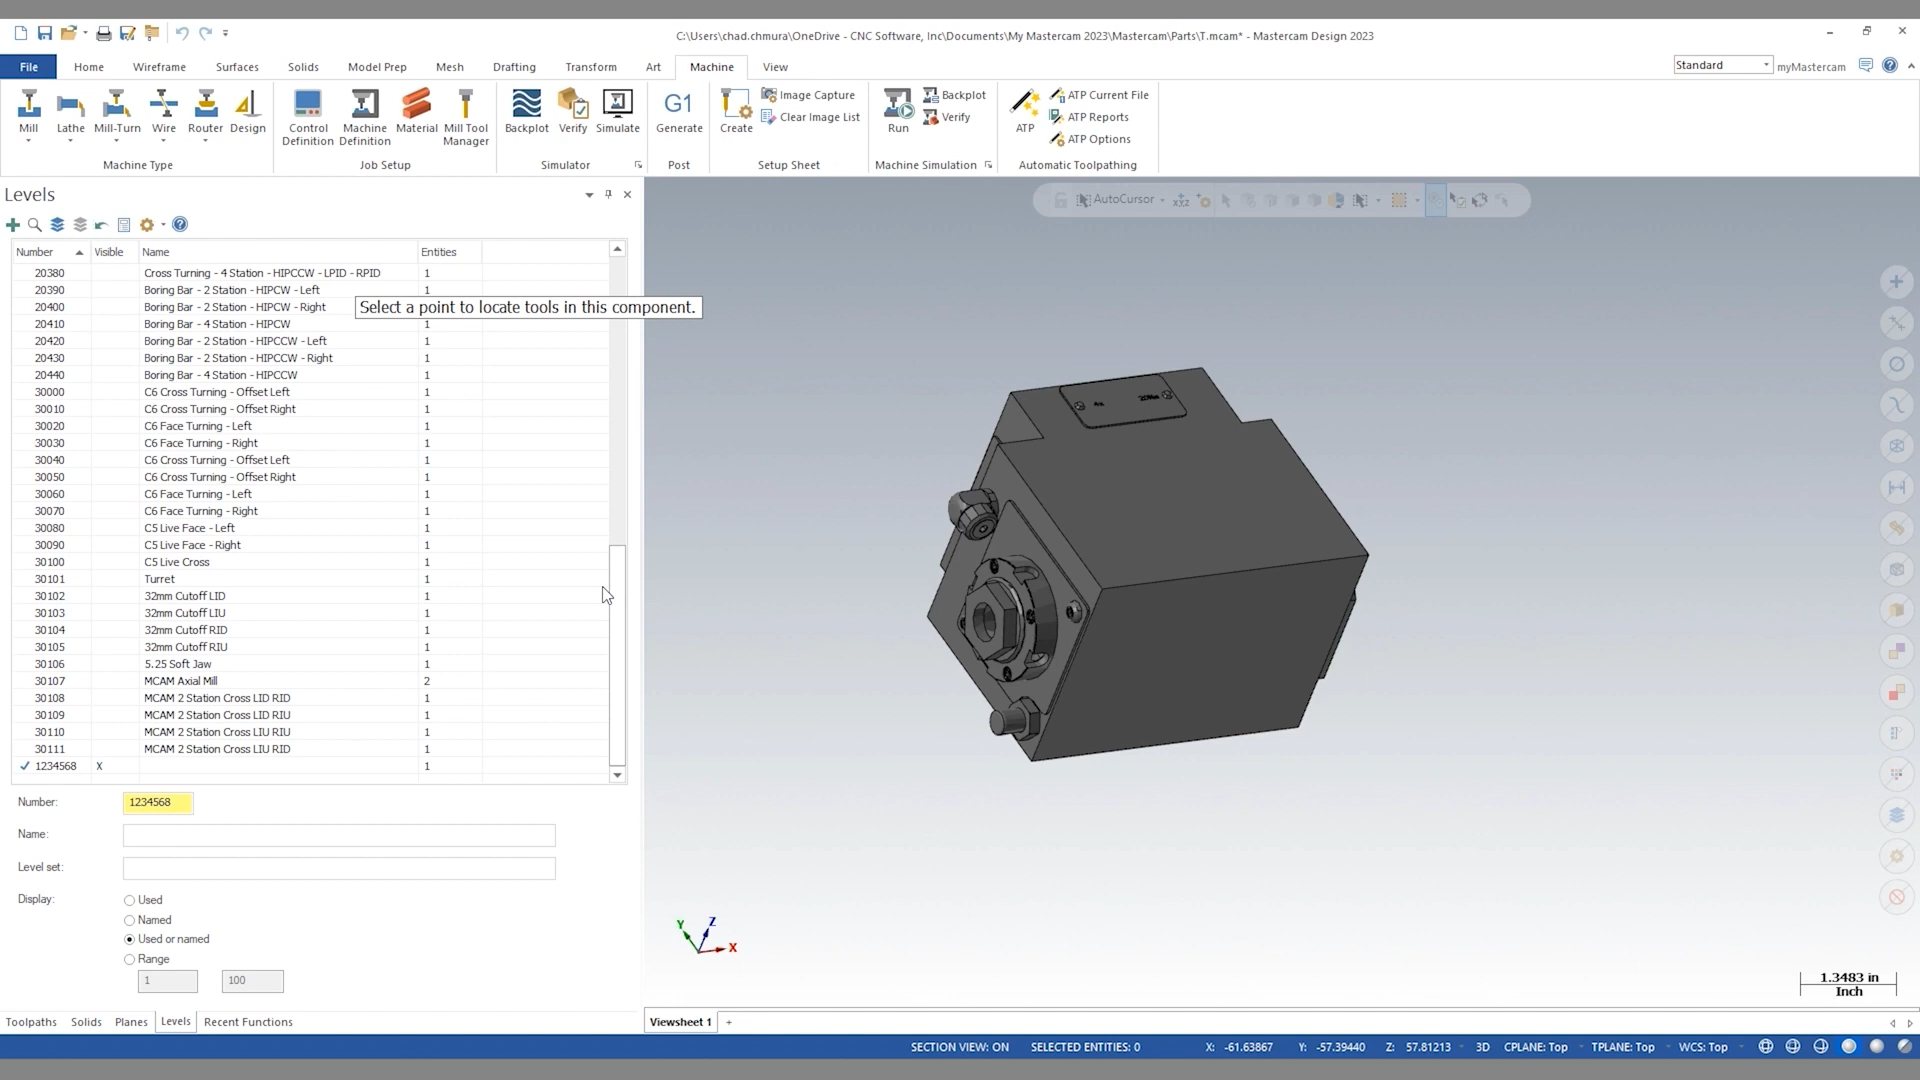 C:\Users\chad.chmura\OneDrive - CNC Software, Inc\Documents\My Mastercam 2023\Mastercam\Parts\T.mcam* - Mastercam Design 2023
File Home Wireframe Surfaces Solids Model Prep Mesh Drafting Transform Art Machine View
Standard myMastercam
Mill Lathe Mill-Turn Wire Router Design
Machine Type
Control Definition Machine Definition Material Mill Tool Manager
Job Setup
Backplot Verify Simulate
Simulator
G1 Generate
Post
Create Image Capture
Clear Image List
Setup Sheet
Run Backplot
Verify
Machine Simulation
ATP ATP Current File
ATP Reports
ATP Options
Automatic Toolpathing
Levels
AutoCursor
Number Visible Name Entities
20380 Cross Turning - 4 Station - HIPCCW - LPID - RPID 1
20390 Boring Bar - 2 Station - HIPCW - Left 1
20400 Boring Bar - 2 Station - HIPCW - Right
Select a point to locate tools in this component.
20410 Boring Bar - 4 Station - HIPCW 1
20420 Boring Bar - 2 Station - HIPCCW - Left 1
20430 Boring Bar - 2 Station - HIPCCW - Right 1
20440 Boring Bar - 4 Station - HIPCCW 1
30000 C6 Cross Turning - Offset Left 1
30010 C6 Cross Turning - Offset Right 1
30020 C6 Face Turning - Left 1
30030 C6 Face Turning - Right 1
30040 C6 Cross Turning - Offset Left 1
30050 C6 Cross Turning - Offset Right 1
30060 C6 Face Turning - Left 1
30070 C6 Face Turning - Right 1
30080 C5 Live Face - Left 1
30090 C5 Live Face - Right 1
30100 C5 Live Cross 1
30101 Turret 1
30102 32mm Cutoff LID 1
30103 32mm Cutoff LIU 1
30104 32mm Cutoff RID 1
30105 32mm Cutoff RIU 1
30106 5.25 Soft Jaw 1
30107 MCAM Axial Mill 2
30108 MCAM 2 Station Cross LID RID 1
30109 MCAM 2 Station Cross LID RIU 1
30110 MCAM 2 Station Cross LIU RIU 1
30111 MCAM 2 Station Cross LIU RID 1
1234568 X 1
Number: 1234568
Name:
Level set:
Display: Used
Named
Used or named
Range
1 100
Y Z X
1.3483 in
Inch
Toolpaths Solids Planes Levels Recent Functions
Viewsheet 1 +
SECTION VIEW: ON SELECTED ENTITIES: 0 X: -61.63867 Y: -57.39440 Z: 57.81213 3D CPLANE: Top TPLANE: Top WCS: Top